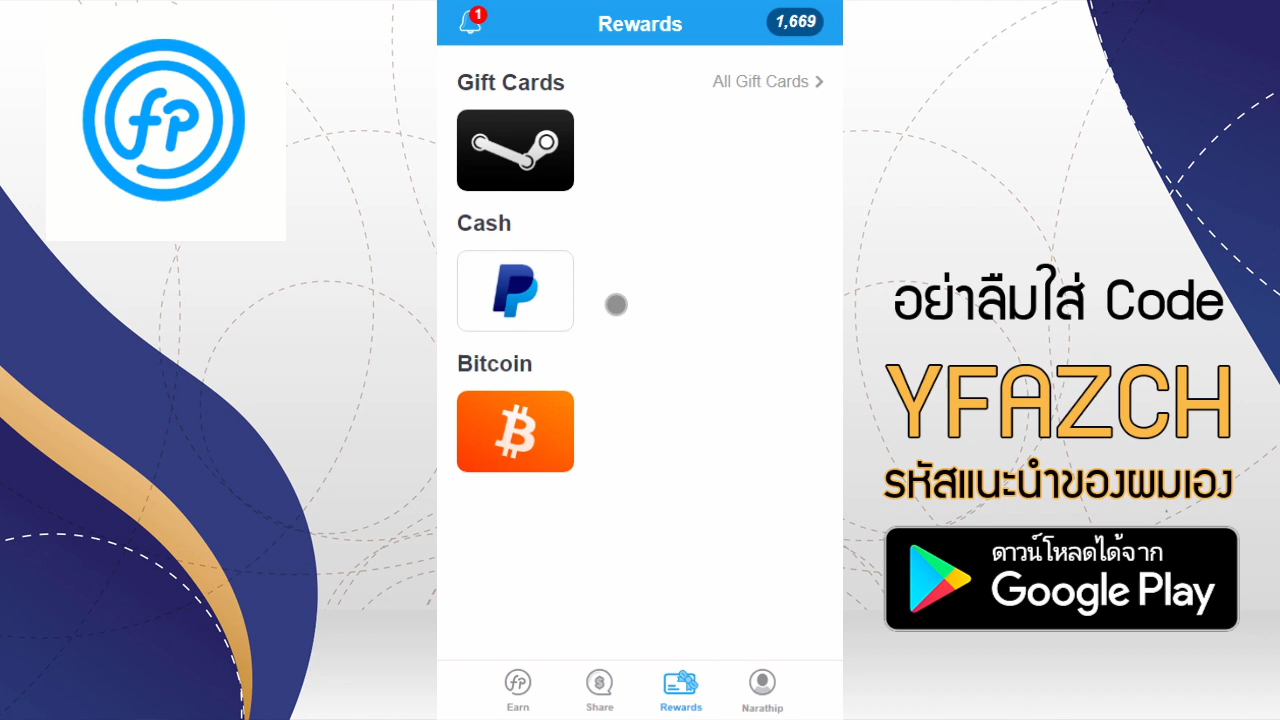 fp
1
Rewards
1,669
Gift Cards
All Gift Cards
Cash
Bitcoin
Earn
Share
Rewards
Narathip
อย่าลืมใส่ Code
YFAZCH
รหัสแนะนำของผมเอง
ดาวน์โหลดได้จาก
Google Play